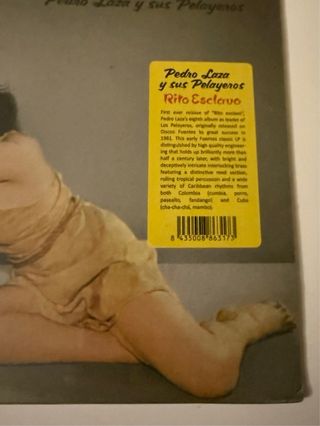 Pedro Laza y sus Pelayeros
Pedro Laza
y sus Pelayeros
Rito Esclavo
First ever reissue of "Rito esclavo",
Pedro Laza's eighth album as leader of
Los Pelayeros, originally released on
Discos Fuentes to great success in
1961. This early Fuentes classic LP is
distinguished by high quality engineer-
ing that holds up brilliantly more than
half a century later, with bright and
deceptively intricate interlocking brass
featuring a distinctive reed section,
rolling tropical percussion and a wide
variety of Caribbean rhythms from
both Colombia (cumbia, porro,
paseaíto, fandango) and Cuba
(cha-cha-chá, mambo).
8 435008 863173